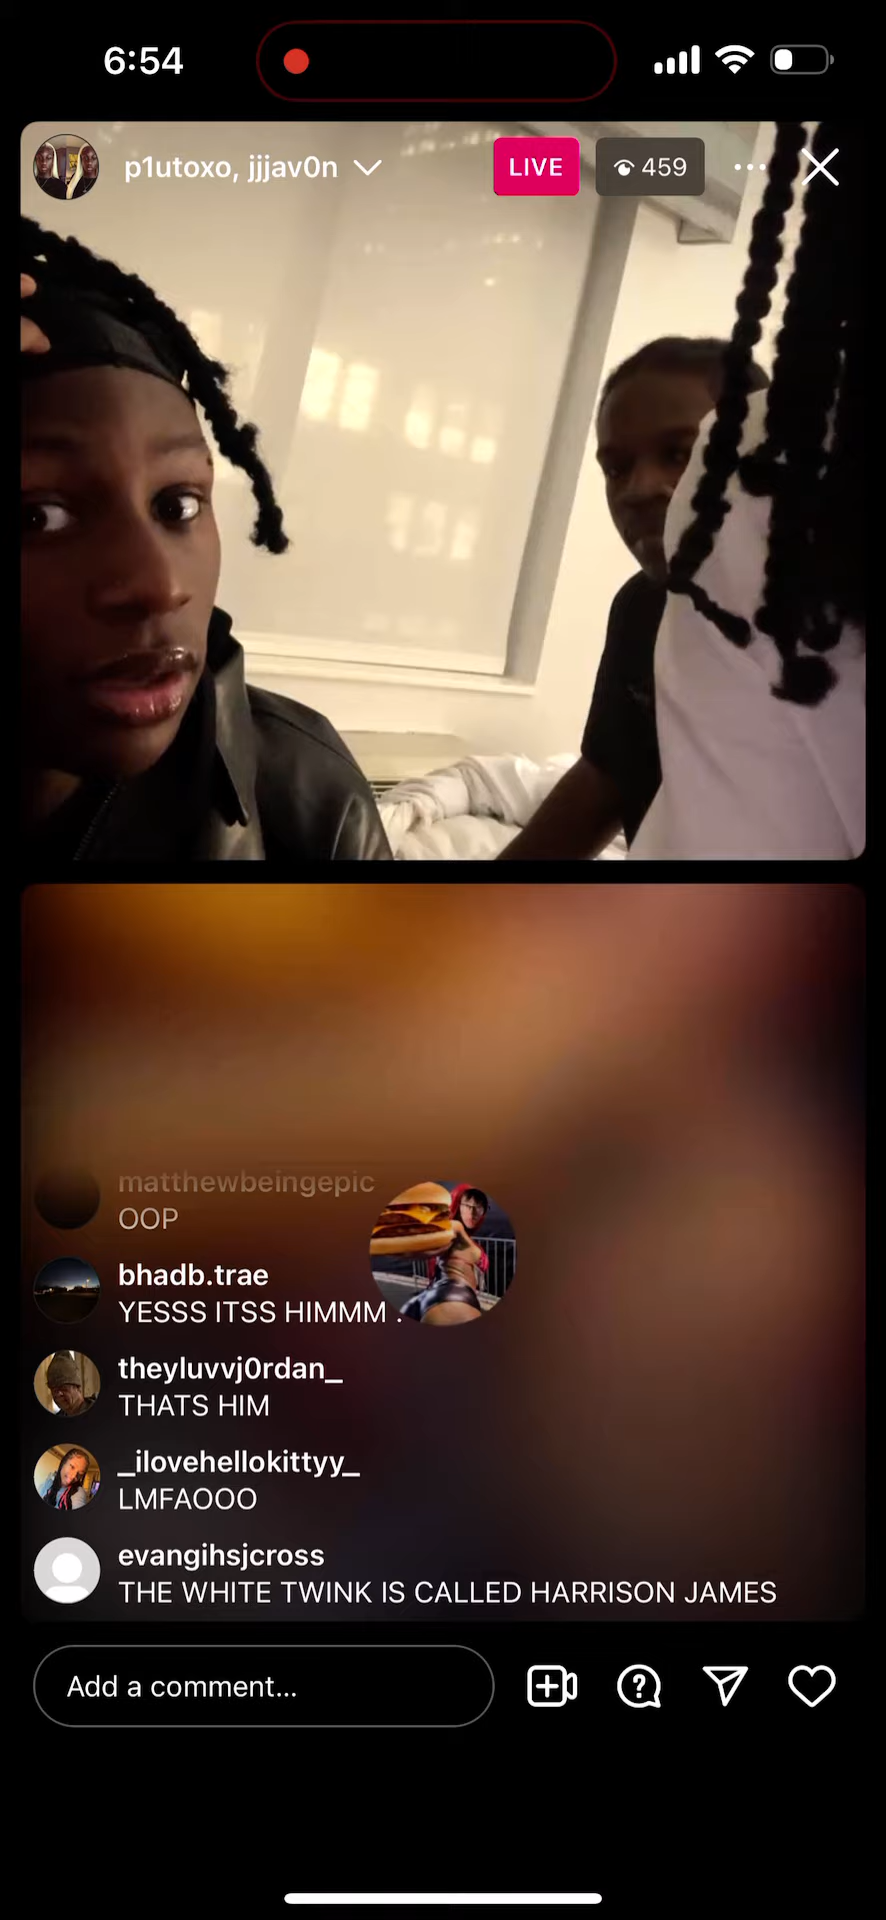 6:54
p1utoxo, jjjav0n
LIVE
459
matthewbeingepic
OOP
bhadb.trae
YESSS ITSS HIMMM .
theyluvvj0rdan_
THATS HIM
_ilovehellokittyy_
LMFAOOO
evangihsjcross
THE WHITE TWINK IS CALLED HARRISON JAMES
Add a comment...